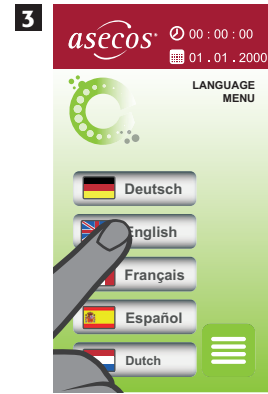 3
asecos
00 : 00 : 00
01 . 01 . 2000
LANGUAGE
MENU
Deutsch
English
Français
Español
Dutch